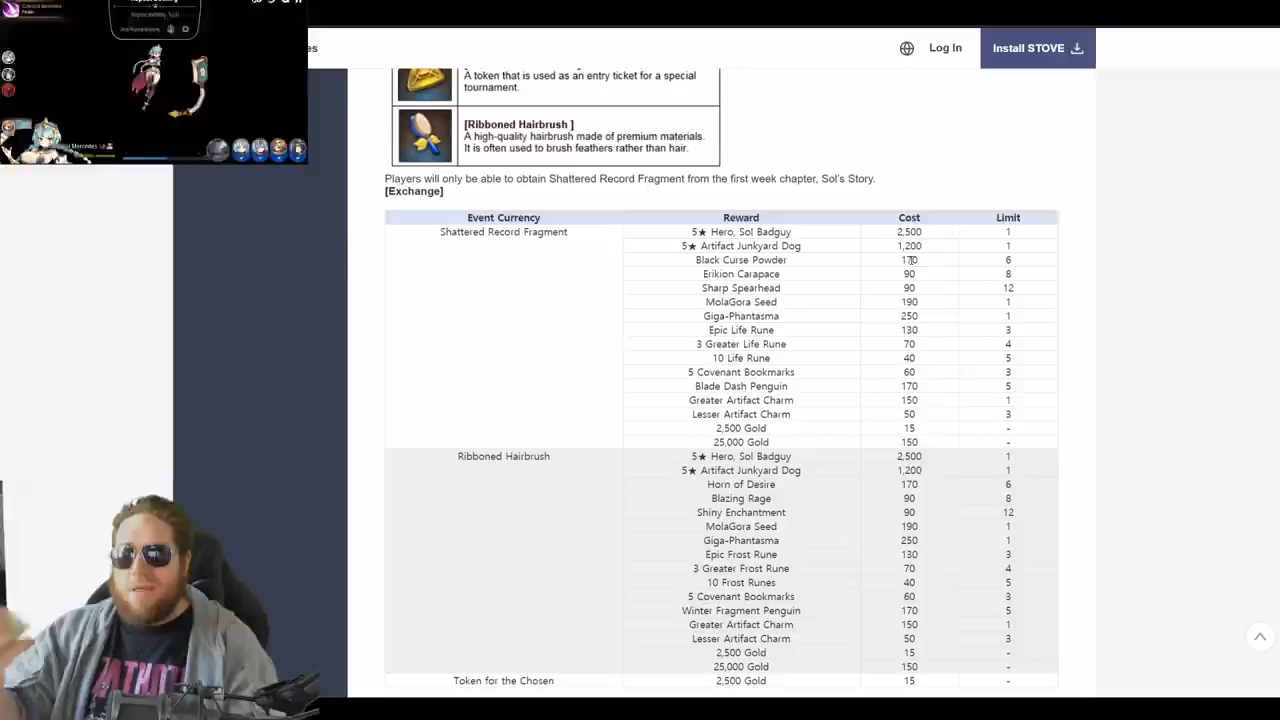 es
Log In
Install STOVE
A token that is used as an entry ticket for a special
tournament.
[Ribboned Hairbrush ]
A high-quality hairbrush made of premium materials.
It is often used to brush feathers rather than hair.
Players will only be able to obtain Shattered Record Fragment from the first week chapter, Sol's Story.
[Exchange]
Event Currency Reward Cost Limit
Shattered Record Fragment 5★ Hero, Sol Badguy 2,500 1
5★ Artifact Junkyard Dog 1,200 1
Black Curse Powder 170 6
Erikion Carapace 90 8
Sharp Spearhead 90 12
MolaGora Seed 190 1
Giga-Phantasma 250 1
Epic Life Rune 130 3
3 Greater Life Rune 70 4
10 Life Rune 40 5
5 Covenant Bookmarks 60 3
Blade Dash Penguin 170 5
Greater Artifact Charm 150 1
Lesser Artifact Charm 50 3
2,500 Gold 15 -
25,000 Gold 150 -
Ribboned Hairbrush 5★ Hero, Sol Badguy 2,500 1
5★ Artifact Junkyard Dog 1,200 1
Horn of Desire 170 6
Blazing Rage 90 8
Shiny Enchantment 90 12
MolaGora Seed 190 1
Giga-Phantasma 250 1
Epic Frost Rune 130 3
3 Greater Frost Rune 70 4
10 Frost Runes 40 5
5 Covenant Bookmarks 60 3
Winter Fragment Penguin 170 5
Greater Artifact Charm 150 1
Lesser Artifact Charm 50 3
2,500 Gold 15 -
25,000 Gold 150 -
Token for the Chosen 2,500 Gold 15 -